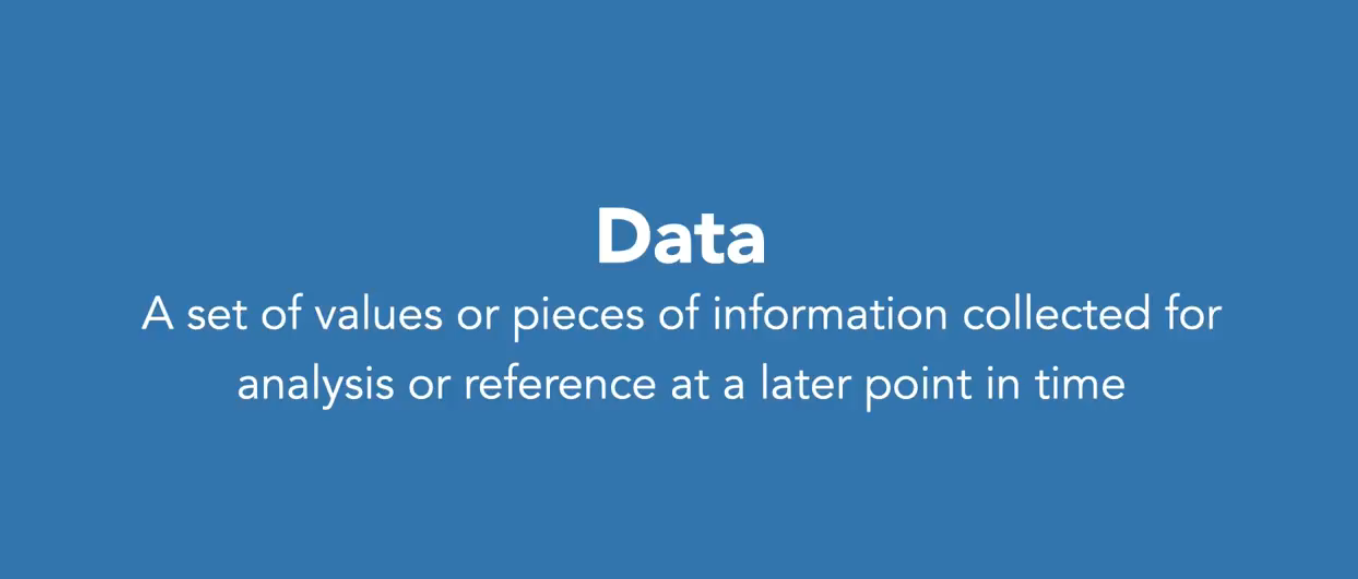 Data
A set of values or pieces of information collected for
analysis or reference at a later point in time